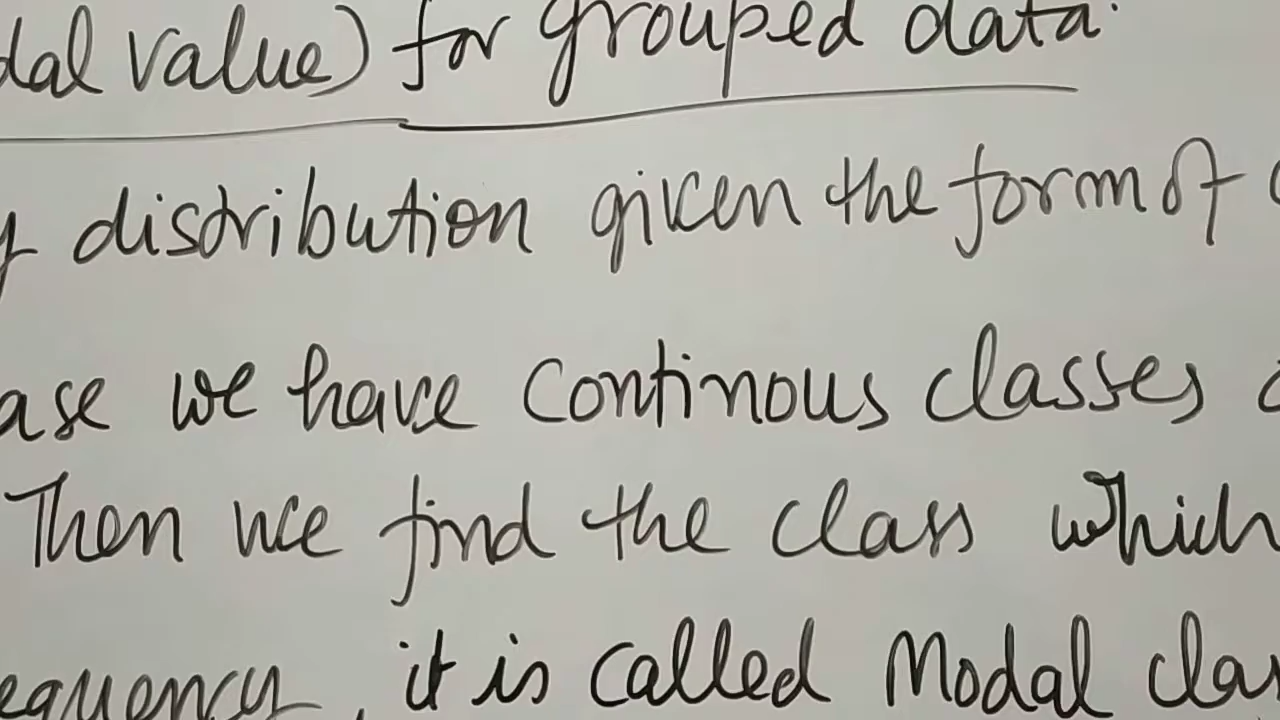 dal value) for grouped data.
y distribution given the form of
ase we have Continous classes
Then we find the class which
equency, it is called Modal clas